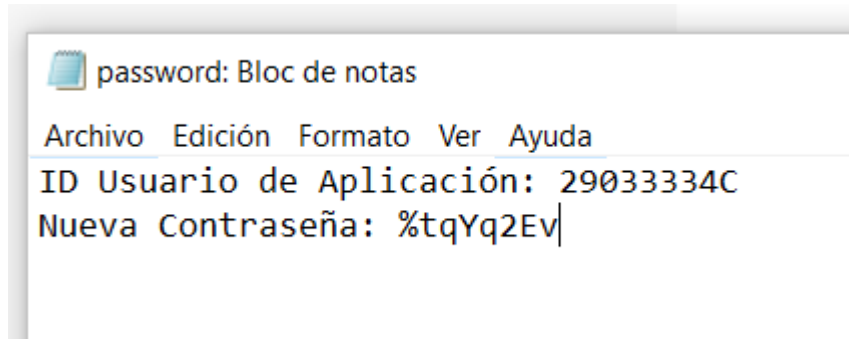 password: Bloc de notas
Archivo Edición Formato Ver Ayuda
ID Usuario de Aplicación: 29033334C
Nueva Contraseña: %tqYq2Ev